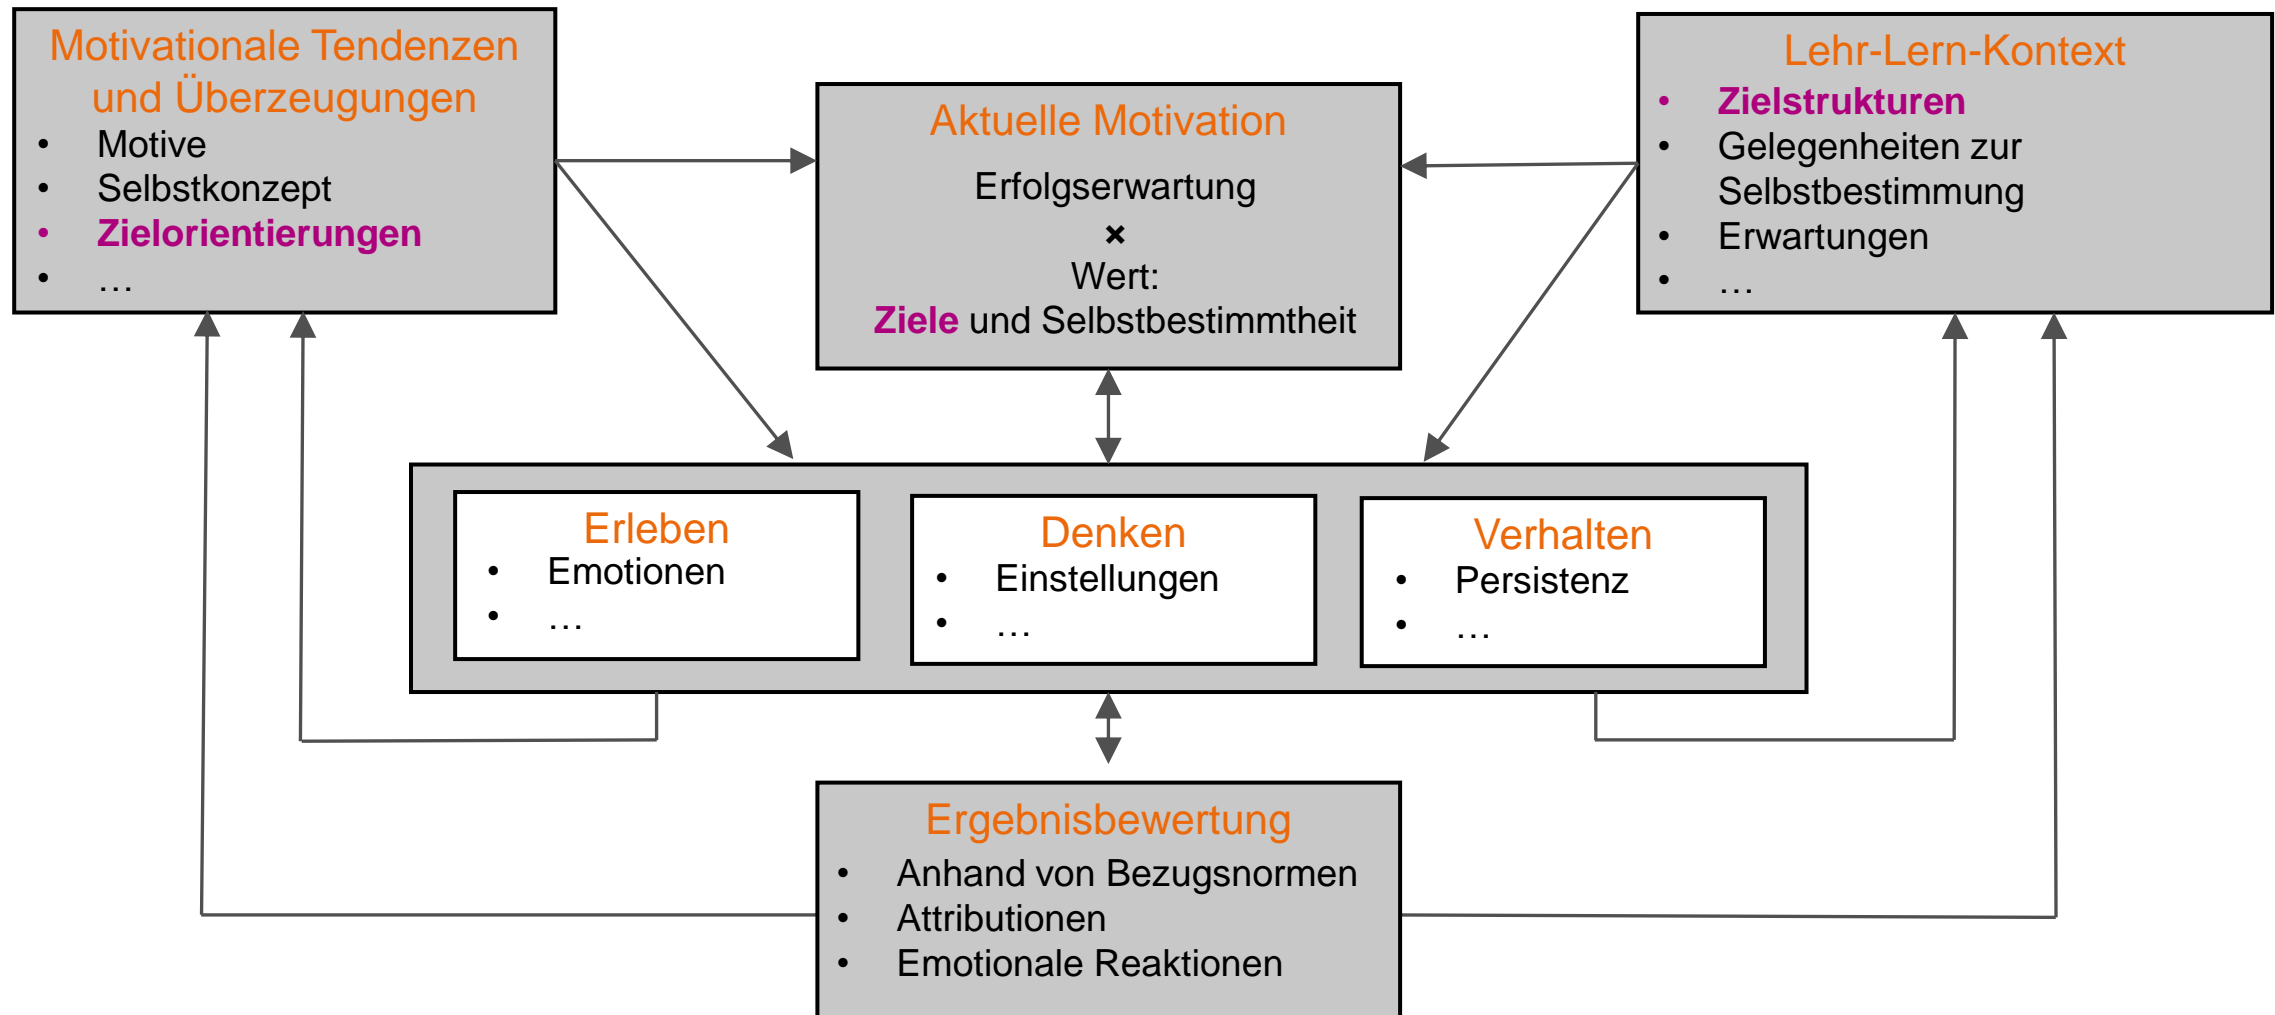 Motivationale Tendenzen
und Überzeugungen
• Motive
• Selbstkonzept
• Zielorientierungen
• …
Aktuelle Motivation
Erfolgserwartung
×
Wert:
Ziele und Selbstbestimmtheit
Lehr-Lern-Kontext
• Zielstrukturen
• Gelegenheiten zur
Selbstbestimmung
• Erwartungen
• …
Erleben
• Emotionen
• …
Denken
• Einstellungen
• …
Verhalten
• Persistenz
• …
Ergebnisbewertung
• Anhand von Bezugsnormen
• Attributionen
• Emotionale Reaktionen